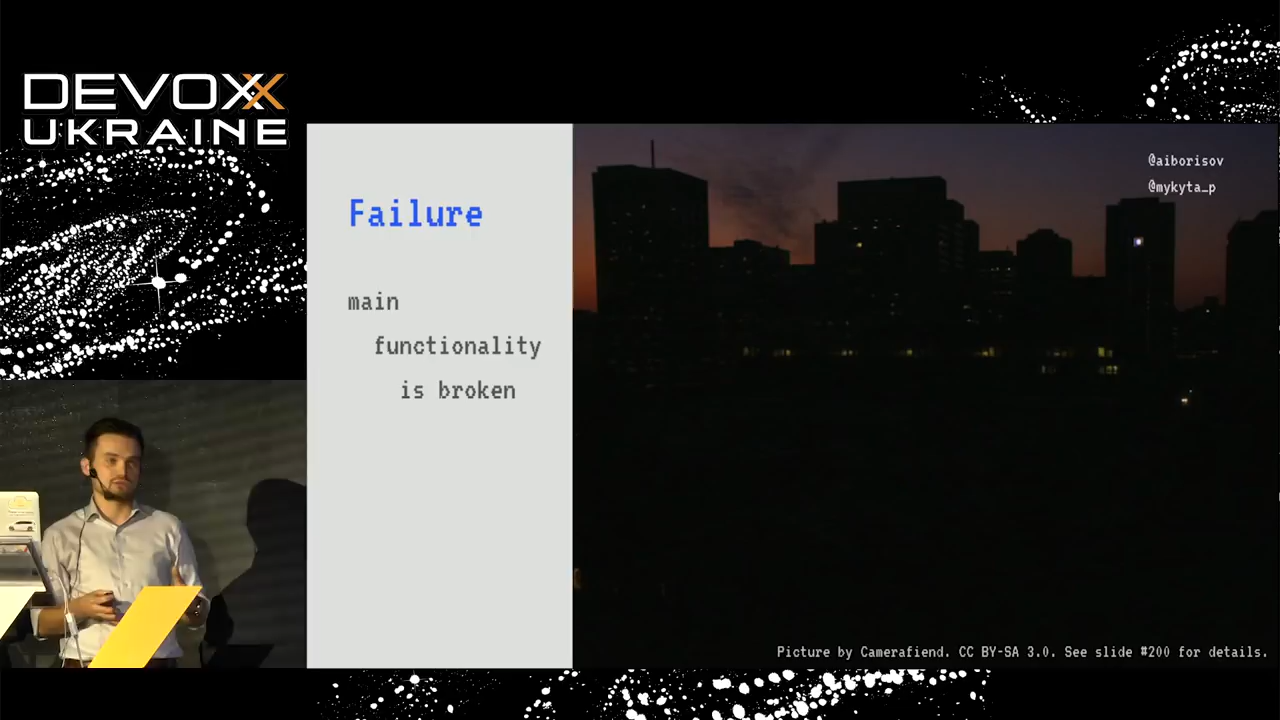 DEVOXX
UKRAINE
Failure
main
functionality
is broken
@aiborisov
@mykyta_p
Picture by Camerafiend. CC BY-SA 3.0. See slide #200 for details.